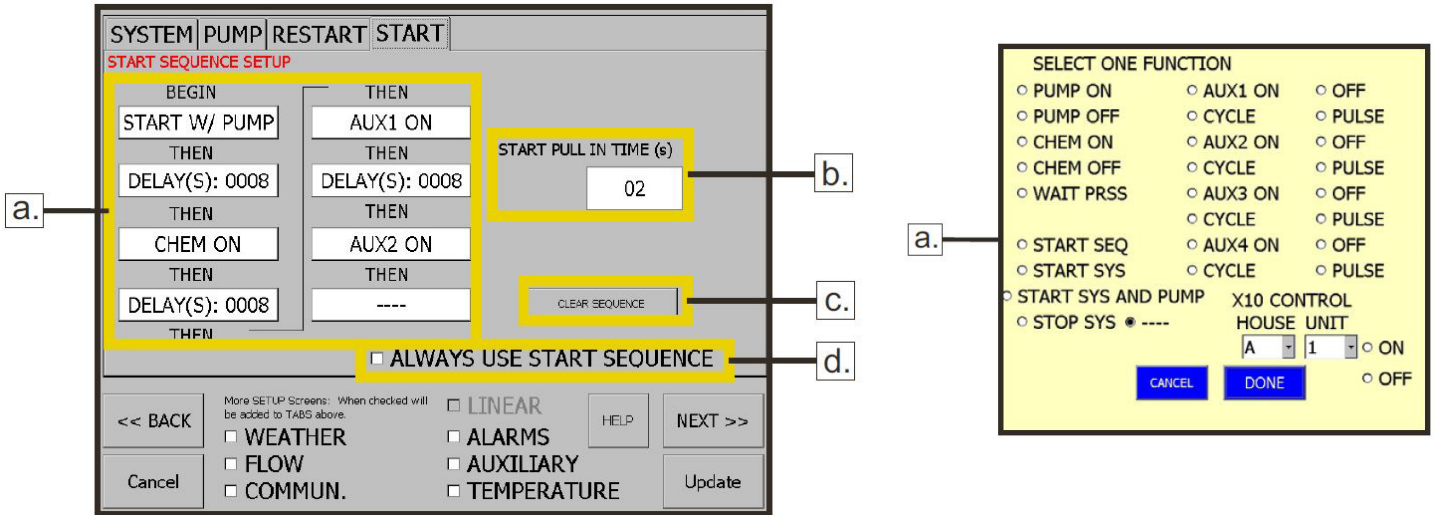 SYSTEM PUMP RESTART START
START SEQUENCE SETUP
BEGIN
START W/ PUMP
THEN
DELAY(S): 0008
THEN
CHEM ON
THEN
DELAY(S): 0008
THEN
THEN
AUX1 ON
THEN
DELAY(S): 0008
THEN
AUX2 ON
THEN
----
START PULL IN TIME (s)
02
CLEAR SEQUENCE
ALWAYS USE START SEQUENCE
<< BACK
Cancel
More SETUP Screens: When checked will
be added to TABS above.
WEATHER
FLOW
COMMUN.
LINEAR
ALARMS
AUXILIARY
TEMPERATURE
HELP
NEXT >>
Update
a.
b.
c.
d.
a.
SELECT ONE FUNCTION
PUMP ON AUX1 ON OFF
PUMP OFF CYCLE PULSE
CHEM ON AUX2 ON OFF
CHEM OFF CYCLE PULSE
WAIT PRSS AUX3 ON OFF
CYCLE PULSE
START SEQ AUX4 ON OFF
START SYS CYCLE PULSE
START SYS AND PUMP X10 CONTROL
STOP SYS ---- HOUSE UNIT
A 1 ON
CANCEL DONE OFF